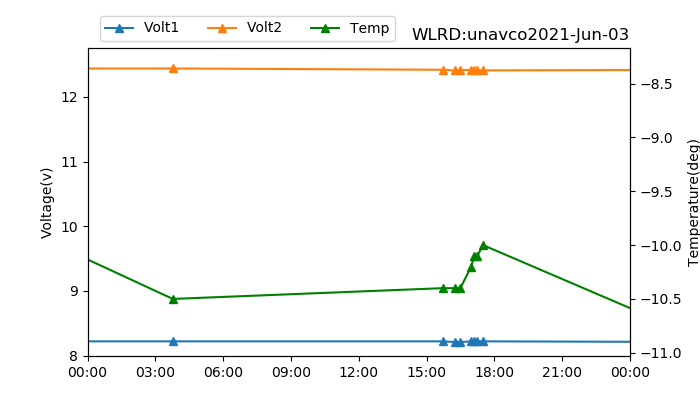 Volt1 Volt2 Temp
WLRD:unavco2021-Jun-03
Voltage(v)
12
11
10
9
8
−8.5
−9.0
−9.5
−10.0
−10.5
−11.0
Temperature(deg)
00:00 03:00 06:00 09:00 12:00 15:00 18:00 21:00 00:00